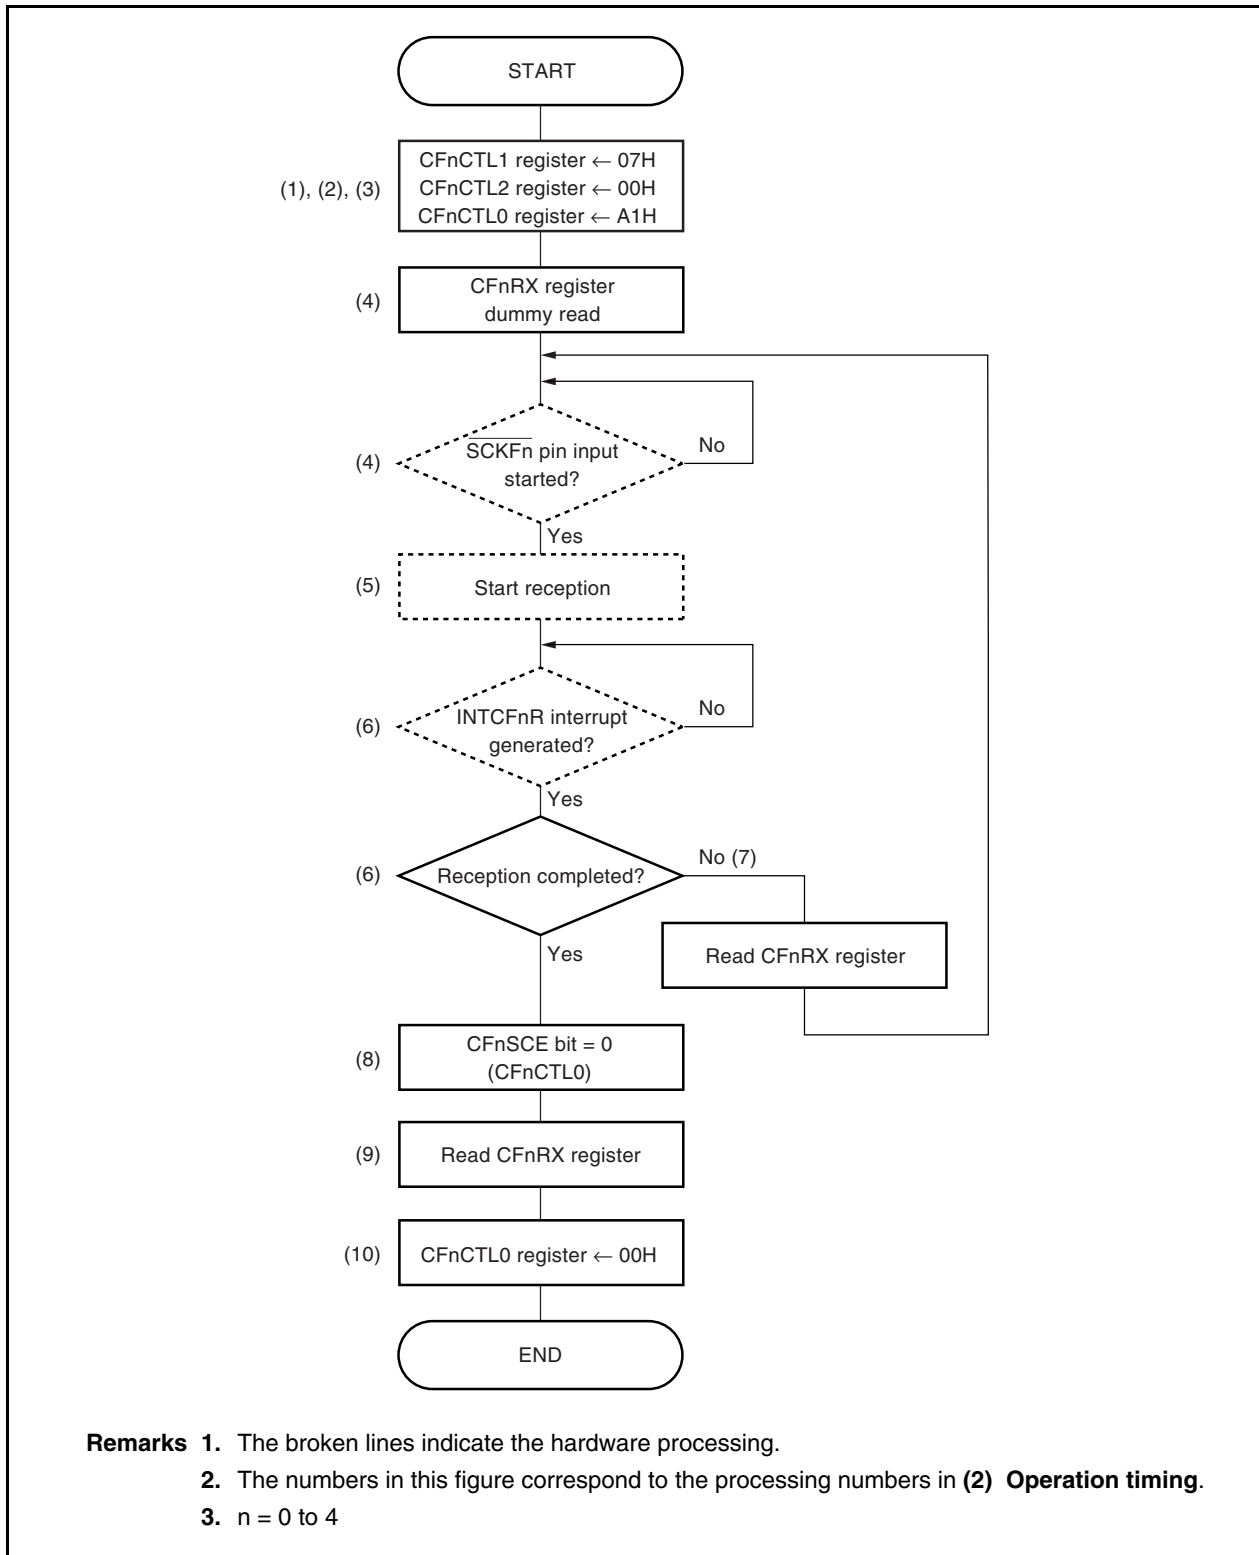 START
(1), (2), (3)
CFnCTL1 register ← 07H
CFnCTL2 register ← 00H
CFnCTL0 register ← A1H
(4)
CFnRX register
dummy read
(4)
SCKFn pin input
started?
No
Yes
(5)
Start reception
(6)
INTCFnR interrupt
generated?
No
Yes
(6)
Reception completed?
No (7)
Yes
Read CFnRX register
(8)
CFnSCE bit = 0
(CFnCTL0)
(9)
Read CFnRX register
(10)
CFnCTL0 register ← 00H
END
Remarks 1. The broken lines indicate the hardware processing.
2. The numbers in this figure correspond to the processing numbers in (2) Operation timing.
3. n = 0 to 4